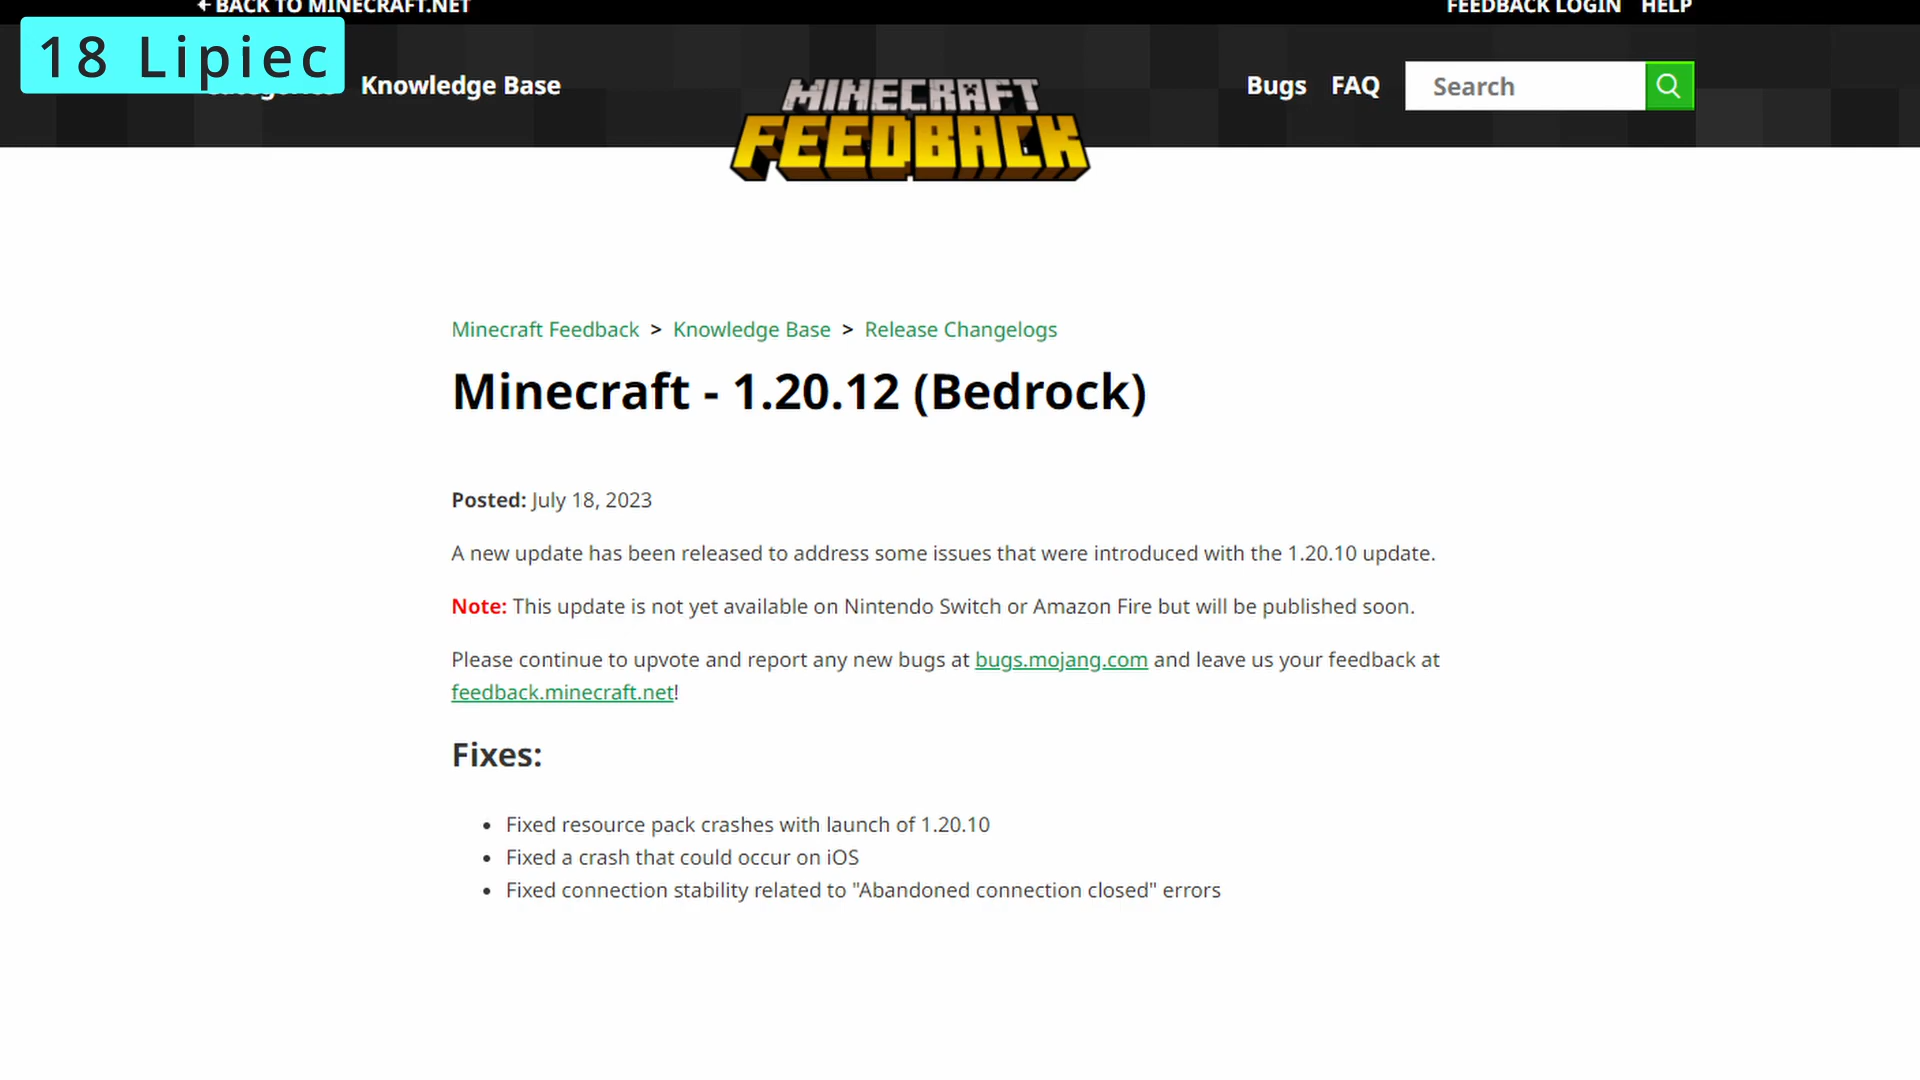 BACK TO MINECRAFT.NET
FEEDBACK LOGIN HELP
18 Lipiec
Knowledge Base
MINECRAFT
FEEDBACK
Bugs FAQ Search
Minecraft Feedback > Knowledge Base > Release Changelogs
Minecraft - 1.20.12 (Bedrock)
Posted: July 18, 2023
A new update has been released to address some issues that were introduced with the 1.20.10 update.
Note: This update is not yet available on Nintendo Switch or Amazon Fire but will be published soon.
Please continue to upvote and report any new bugs at bugs.mojang.com and leave us your feedback at
feedback.minecraft.net!
Fixes:
• Fixed resource pack crashes with launch of 1.20.10
• Fixed a crash that could occur on iOS
• Fixed connection stability related to "Abandoned connection closed" errors